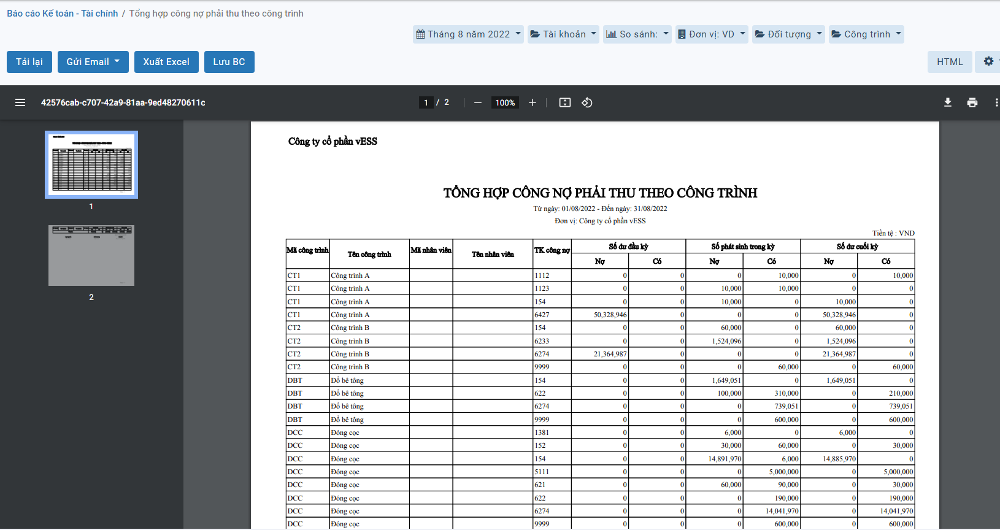 Báo cáo Kế toán - Tài chính / Tổng hợp công nợ phải thu theo công trình
Tháng 8 năm 2022 Tài khoản So sánh: Đơn vị: VD Đối tượng Công trình
Tải lại Gửi Email Xuất Excel Lưu BC HTML
42576cab-c707-42a9-81aa-9ed48270611c 1 / 2 100%
1
2
Công ty cổ phần vESS
TỔNG HỢP CÔNG NỢ PHẢI THU THEO CÔNG TRÌNH
Từ ngày: 01/08/2022 - Đến ngày: 31/08/2022
Đơn vị: Công ty cổ phần vESS
Tiền tệ : VND
Mã công trình Tên công trình Mã nhân viên Tên nhân viên TK công nợ Số dư đầu kỳ Số phát sinh trong kỳ Số dư cuối kỳ
Nợ Có Nợ Có Nợ Có
CT1 Công trình A 1112 0 0 0 10,000 0 10,000
CT1 Công trình A 1123 0 0 10,000 10,000 0 0
CT1 Công trình A 154 0 0 10,000 0 10,000 0
CT1 Công trình A 6427 50,328,946 0 0 0 50,328,946 0
CT2 Công trình B 154 0 0 60,000 0 60,000 0
CT2 Công trình B 6233 0 0 1,524,096 0 1,524,096 0
CT2 Công trình B 6274 21,364,987 0 0 0 21,364,987 0
CT2 Công trình B 9999 0 0 0 60,000 0 60,000
DBT Đổ bê tông 154 0 0 1,649,051 0 1,649,051 0
DBT Đổ bê tông 622 0 0 100,000 310,000 0 210,000
DBT Đổ bê tông 6274 0 0 0 739,051 0 739,051
DBT Đổ bê tông 9999 0 0 0 600,000 0 600,000
DCC Đóng cọc 1381 0 0 6,000 0 6,000 0
DCC Đóng cọc 152 0 0 30,000 60,000 0 30,000
DCC Đóng cọc 154 0 0 14,891,970 6,000 14,885,970 0
DCC Đóng cọc 5111 0 0 0 5,000,000 0 5,000,000
DCC Đóng cọc 621 0 0 60,000 90,000 0 30,000
DCC Đóng cọc 622 0 0 0 190,000 0 190,000
DCC Đóng cọc 6274 0 0 0 14,041,970 0 14,041,970
DCC Đóng cọc 9999 0 0 0 600,000 0 600,000